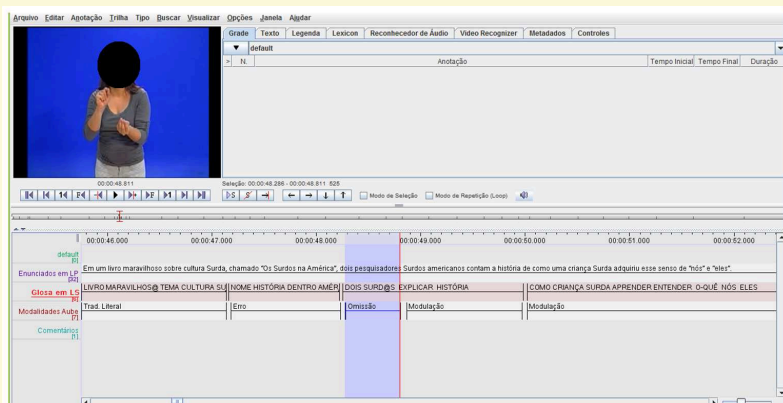 Arquivo Editar Anotação Trilha Tipo Buscar Visualizar Opções Janela Ajudar
Grade Texto Legenda Lexicon Reconhecedor de Áudio Video Recognizer Metadados Controles
default
> N. Anotação Tempo Inicial Tempo Final Duração
00:00:48.811
Seleção: 00:00:48.286 - 00:00:48.811 525
Modo de Seleção Modo de Repetição (Loop)
00:00:46.000 00:00:47.000 00:00:48.000 00:00:49.000 00:00:50.000 00:00:51.000 00:00:52.000
default
[0]
Enunciados em LP
[32]
Em um livro maravilhoso sobre cultura Surda, chamado "Os Surdos na América", dois pesquisadores Surdos americanos contam a história de como uma criança Surda adquiriu esse senso de "nós" e "eles".
Glosa em LS
LIVRO MARAVILHOS@ TEMA CULTURA SU NOME HISTÓRIA DENTRO AMÉR DOIS SURD@S EXPLICAR HISTÓRIA COMO CRIANÇA SURDA APRENDER ENTENDER O-QUÊ NÓS ELES
Modalidades Aube
[7]
Trad. Literal Erro Omissão Modulação Modulação
Comentários
[1]